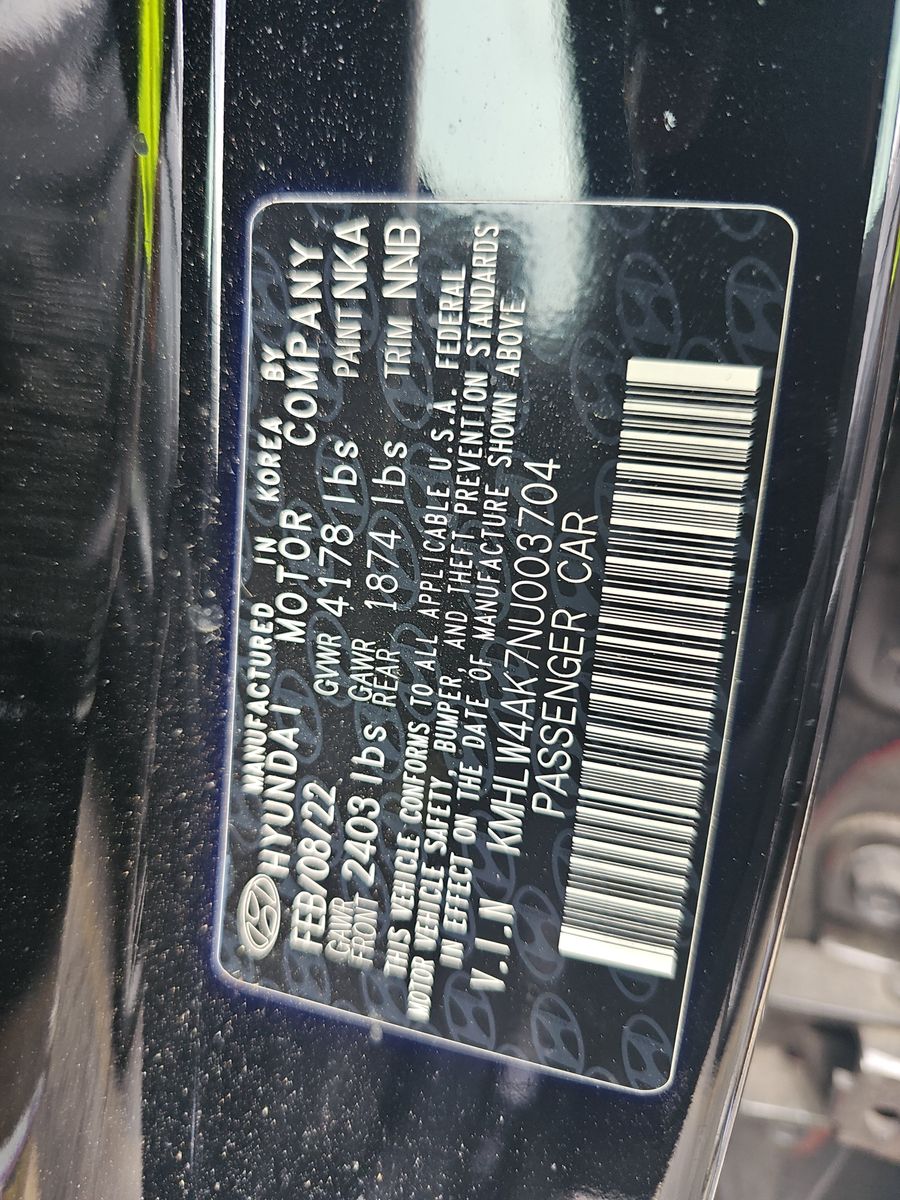 MANUFACTURED IN KOREA BY
HYUNDAI MOTOR COMPANY
FEB/08/22 GVWR 4178 lbs PAINT NKA
GAWR FRONT 2403 lbs GAWR REAR 1874 lbs TRIM NNB
THIS VEHICLE CONFORMS TO ALL APPLICABLE U.S.A. FEDERAL
MOTOR VEHICLE SAFETY, BUMPER, AND THEFT PREVENTION STANDARDS
IN EFFECT ON THE DATE OF MANUFACTURE SHOWN ABOVE
V.I.N KMHLW4AK7NU003704
PASSENGER CAR